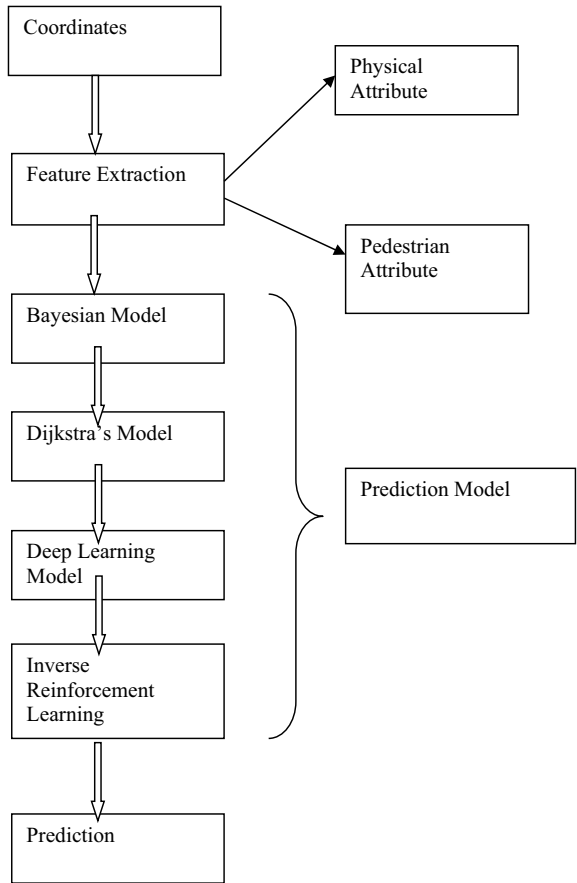 Coordinates
Physical
Attribute
Feature Extraction
Pedestrian
Attribute
Bayesian Model
Dijkstra's Model
Prediction Model
Deep Learning
Model
Inverse
Reinforcement
Learning
Prediction